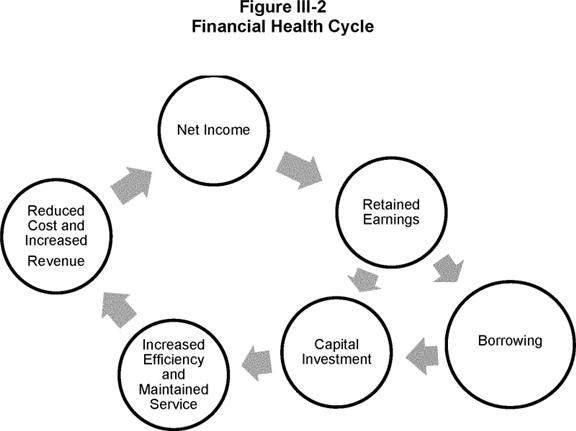 Figure III-2
Financial Health Cycle
Net Income
Retained
Earnings
Reduced
Cost and
Increased
Revenue
Borrowing
Capital
Investment
Increased
Efficiency
and
Maintained
Service